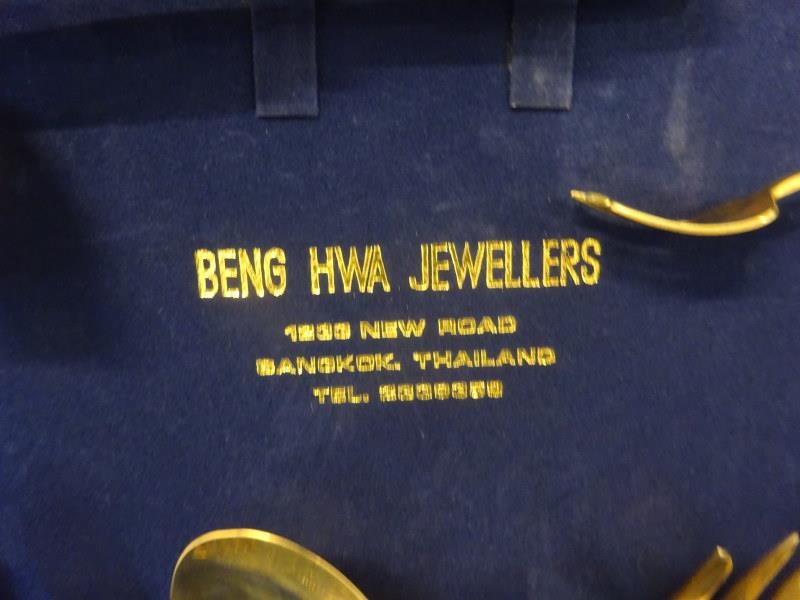 BENG HWA JEWELLERS
NEW ROAD
BANGKOK, THAILAND
TEL.